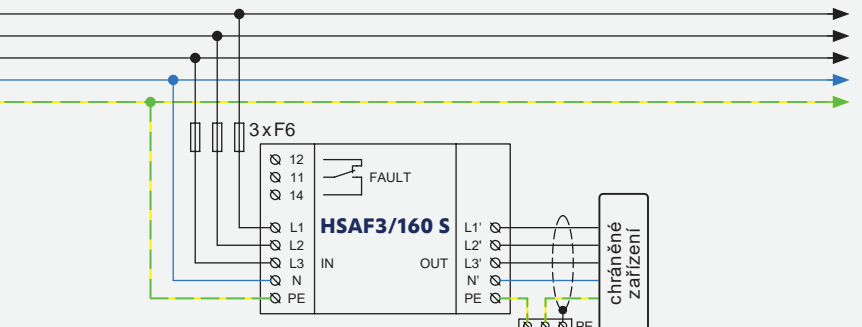 3xF6
12
11 FAULT
14
HSAF3/160 S
L1 L1'
L2 L2'
L3 IN OUT L3'
N N'
PE PE
chráněné
zařízení
PE